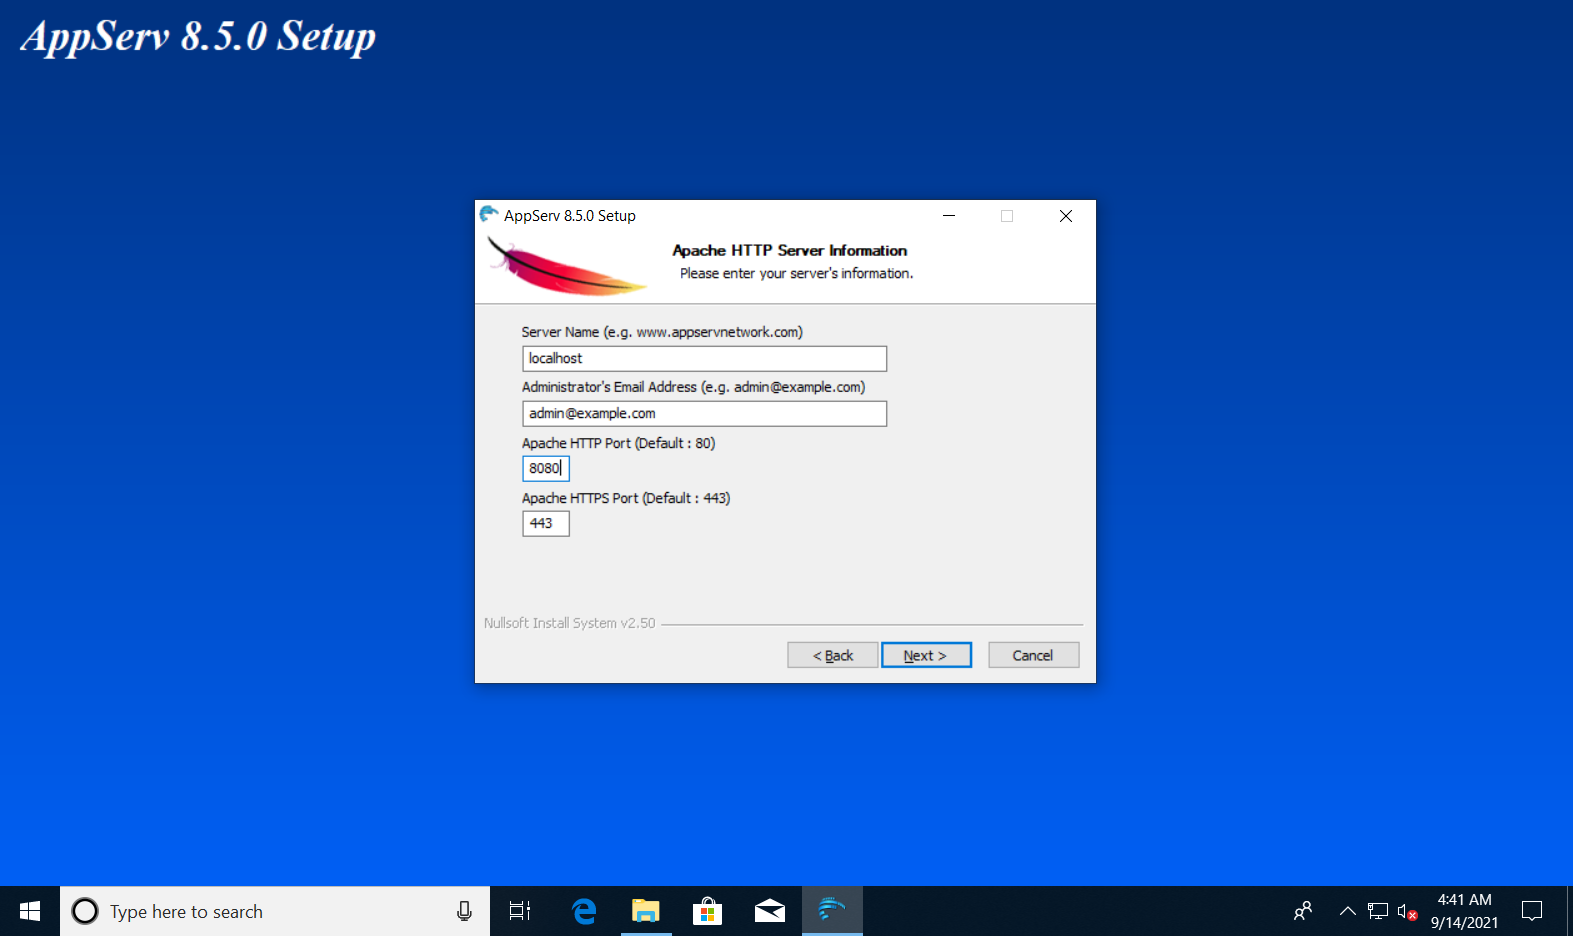 AppServ 8.5.0 Setup
AppServ 8.5.0 Setup
Apache HTTP Server Information
Please enter your server's information.
Server Name (e.g. www.appservnetwork.com)
localhost
Administrator's Email Address (e.g. admin@example.com)
admin@example.com
Apache HTTP Port (Default : 80)
8080
Apache HTTPS Port (Default : 443)
443
Nullsoft Install System v2.50
< Back
Next >
Cancel
Type here to search
4:41 AM
9/14/2021